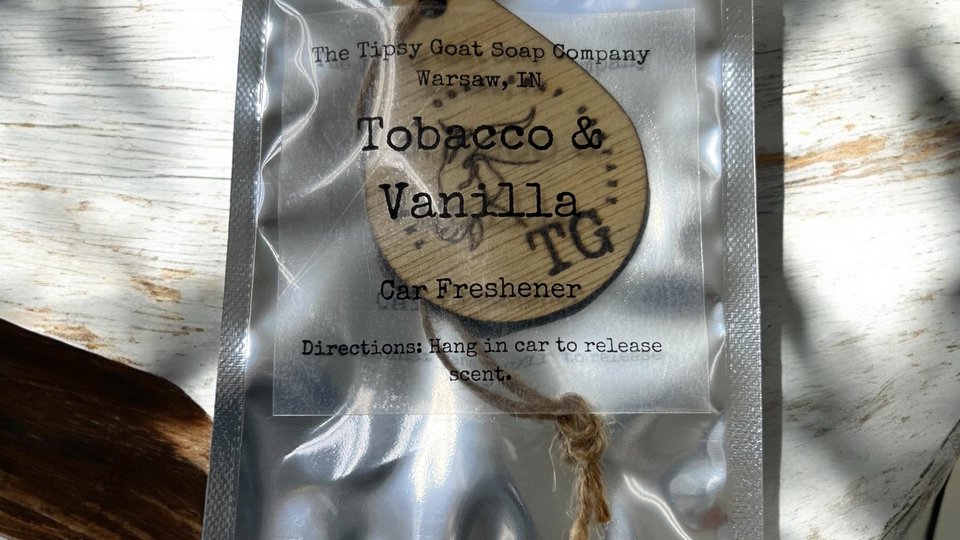 The Tipsy Goat Soap Company
Warsaw, IN
Tobacco &
Vanilla
TG
Car Freshener
Directions: Hang in car to release
scent.